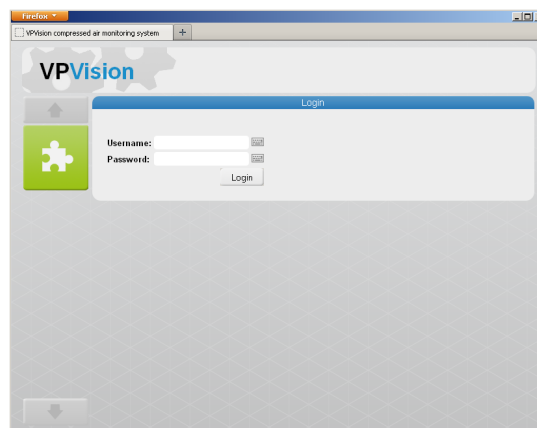 Firefox
VPVision compressed air monitoring system
VPVision
Login
Username:
Password:
Login